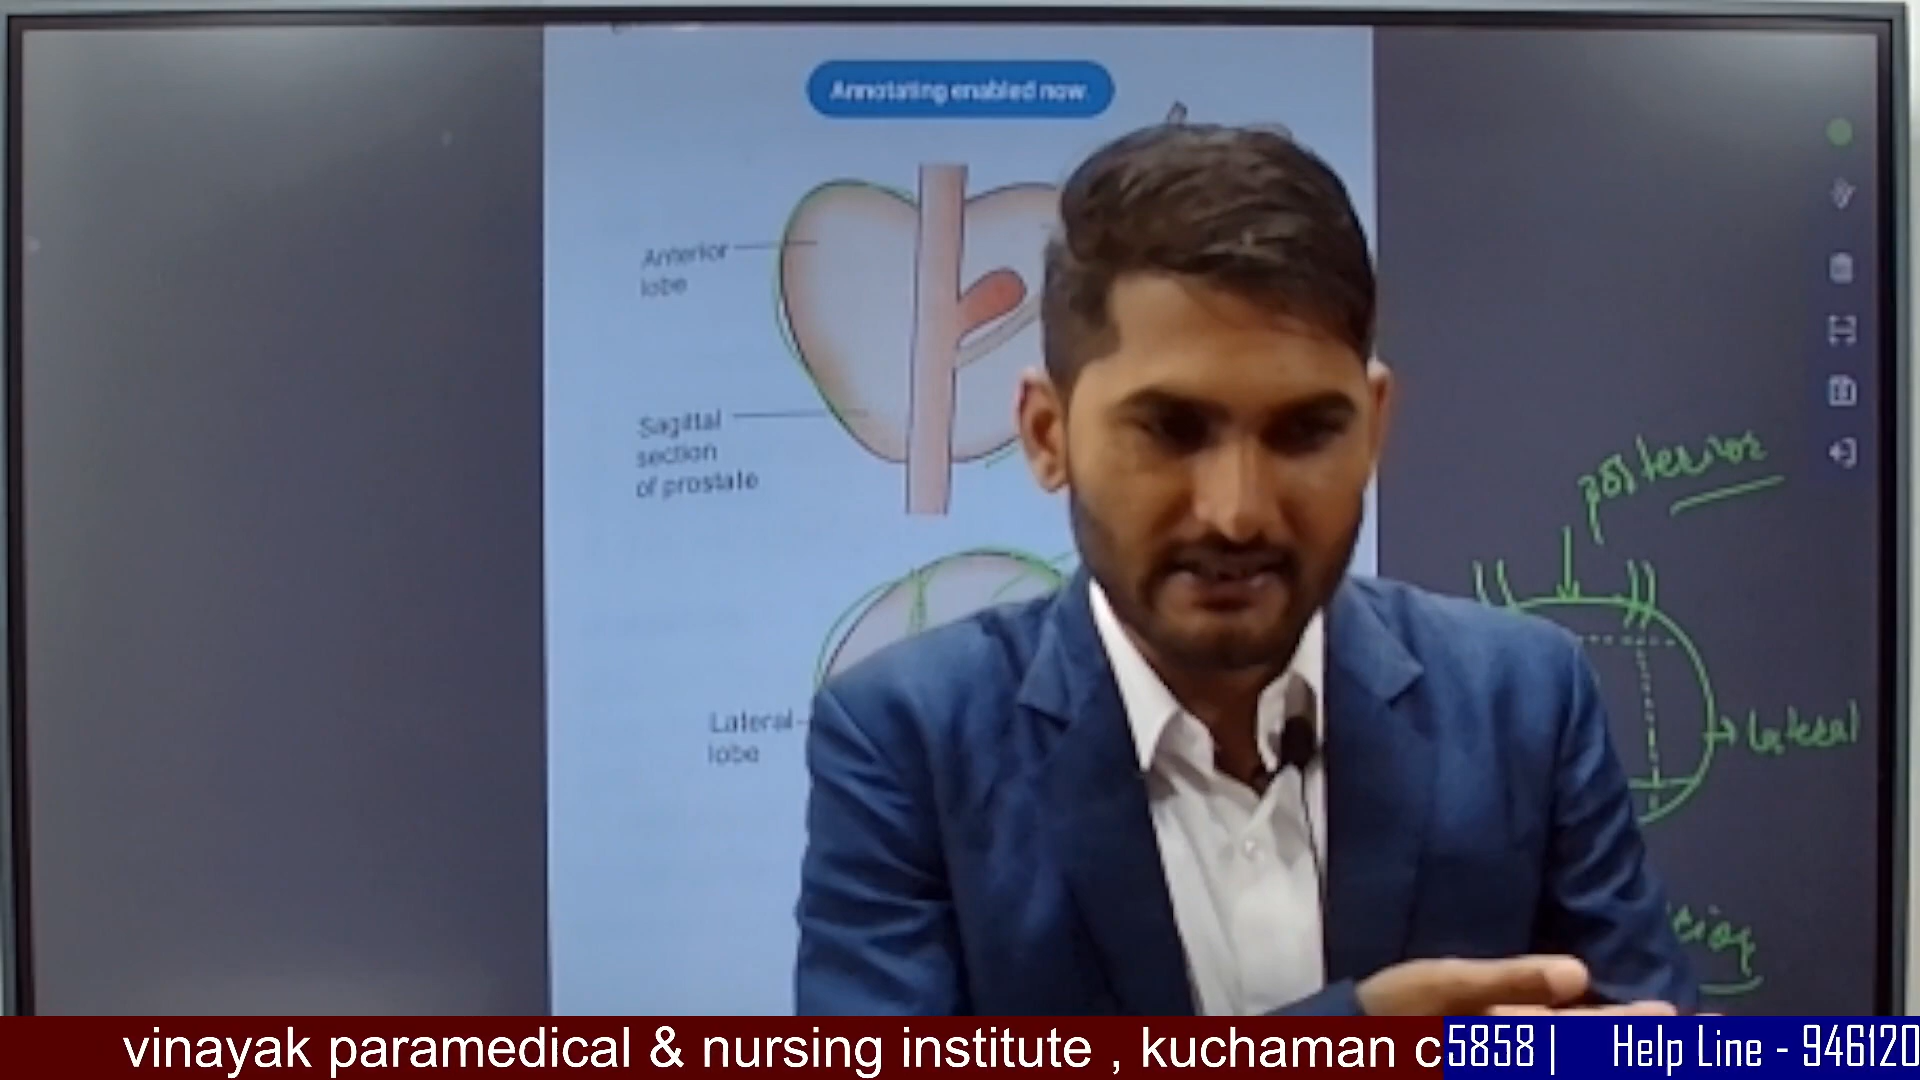 Annotating enabled now
Anterior
lobe
Sagittal
section
of prostate
posterior
Lateral
lobe
lateral
vinayak paramedical & nursing institute , kuchaman c
5858 | Help Line - 946120